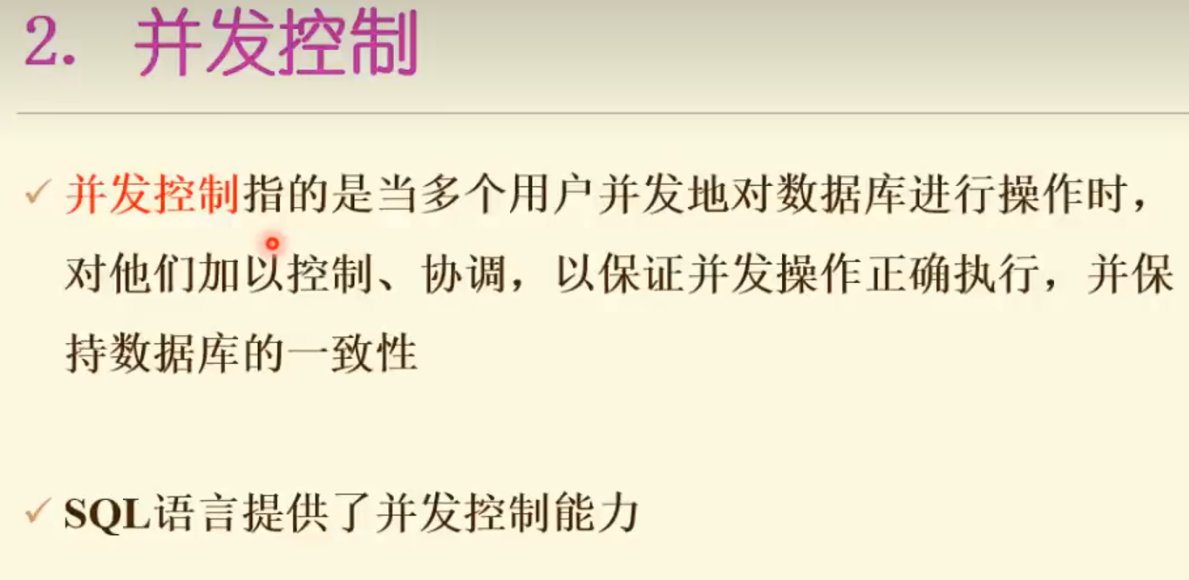 2. 并发控制
✓ 并发控制指的是当多个用户并发地对数据库进行操作时，
对他们加以控制、协调，以保证并发操作正确执行，并保
持数据库的一致性
✓ SQL语言提供了并发控制能力